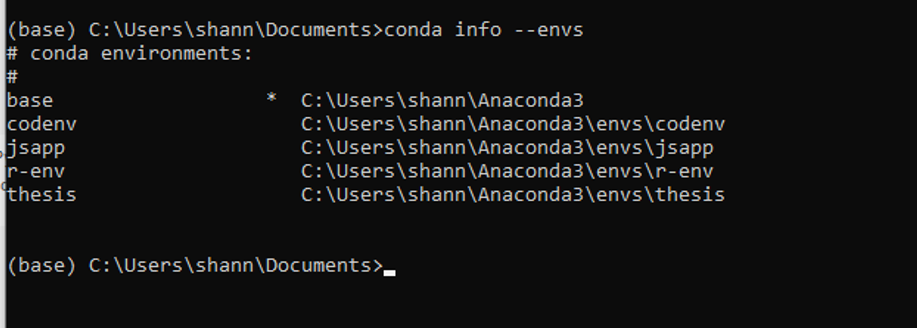 (base) C:\Users\shann\Documents>conda info --envs
# conda environments:
#
base                  *  C:\Users\shann\Anaconda3
codenv                   C:\Users\shann\Anaconda3\envs\codenv
jsapp                    C:\Users\shann\Anaconda3\envs\jsapp
r-env                    C:\Users\shann\Anaconda3\envs\r-env
thesis                   C:\Users\shann\Anaconda3\envs\thesis
(base) C:\Users\shann\Documents>